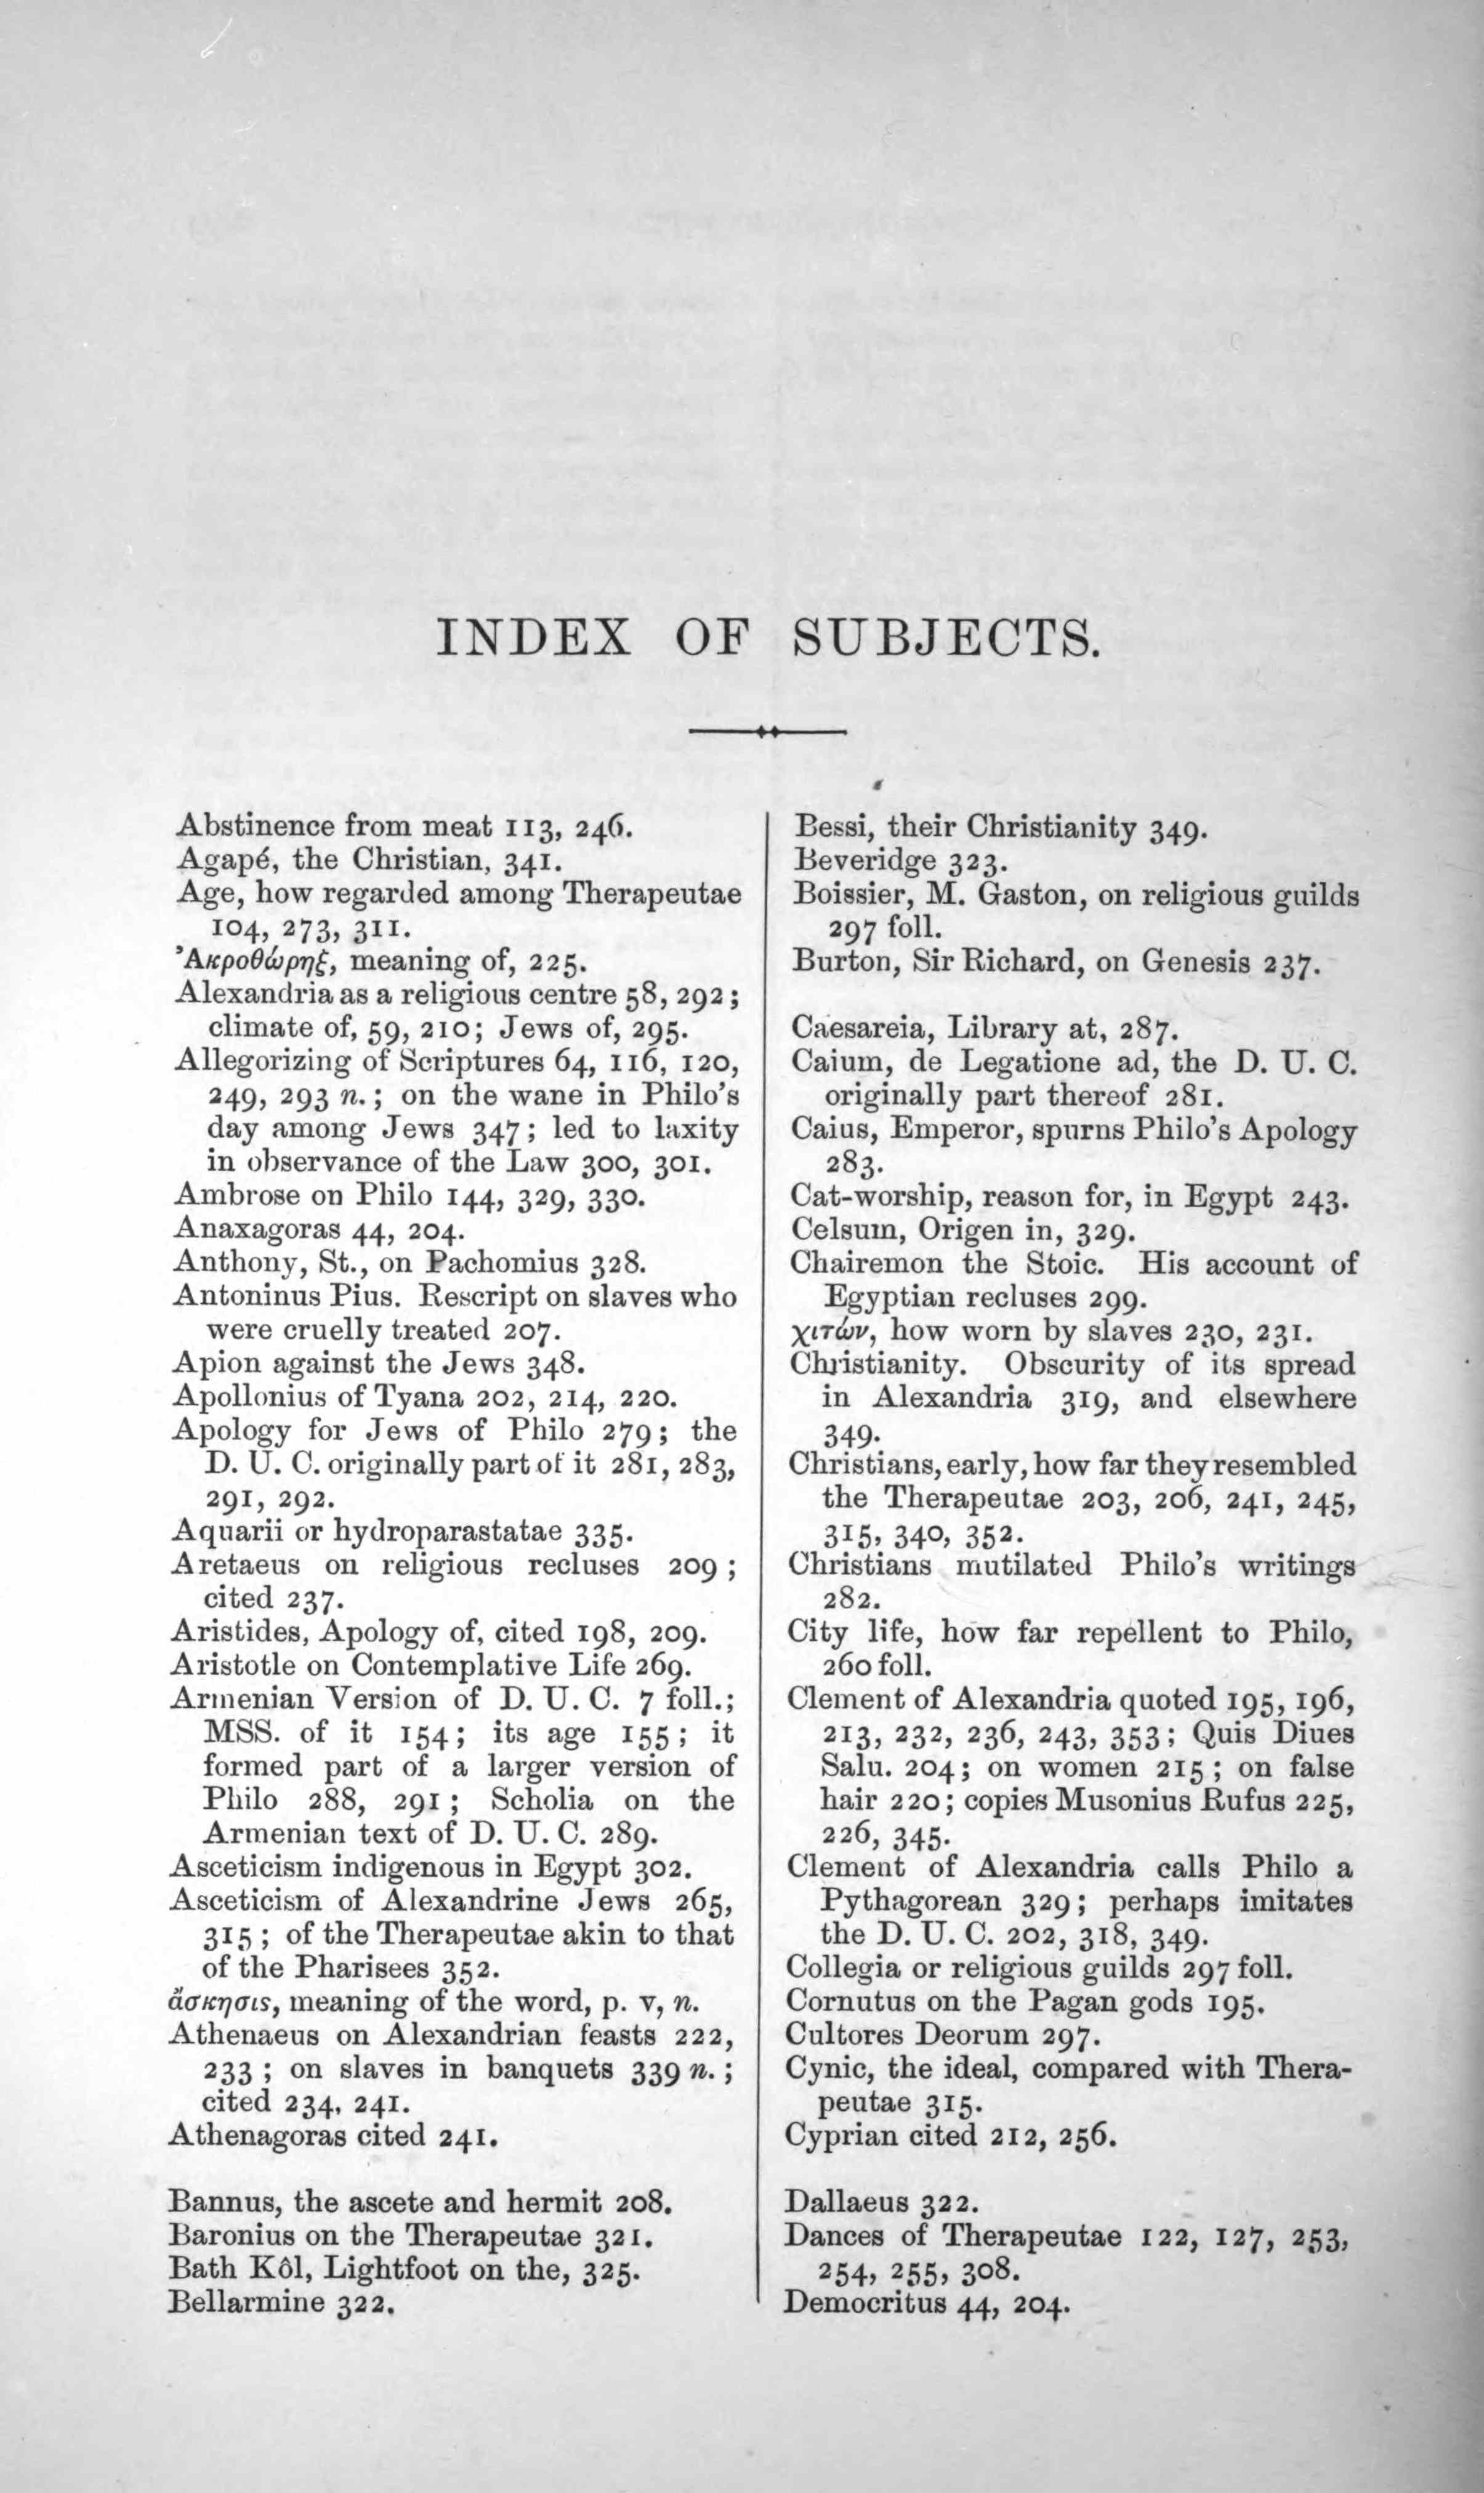 INDEX OF SUBJECTS.
Abstinence from meat 113, 246.
Agapé, the Christian, 341.
Age, how regarded among Therapeutae
104, 273, 311.
Ἀκροθώρηξ, meaning of, 225.
Alexandria as a religious centre 58, 292;
climate of, 59, 210; Jews of, 295.
Allegorizing of Scriptures 64, 116, 120,
249, 293 n.; on the wane in Philo's
day among Jews 347; led to laxity
in observance of the Law 300, 301.
Ambrose on Philo 144, 329, 330.
Anaxagoras 44, 204.
Anthony, St., on Pachomius 328.
Antoninus Pius. Rescript on slaves who
were cruelly treated 207.
Apion against the Jews 348.
Apollonius of Tyana 202, 214, 220.
Apology for Jews of Philo 279; the
D. U. C. originally part of it 281, 283,
291, 292.
Aquarii or hydroparastatae 335.
Aretaeus on religious recluses 209;
cited 237.
Aristides, Apology of, cited 198, 209.
Aristotle on Contemplative Life 269.
Armenian Version of D. U. C. 7 foll.;
MSS. of it 154; its age 155; it
formed part of a larger version of
Philo 288, 291; Scholia on the
Armenian text of D. U. C. 289.
Asceticism indigenous in Egypt 302.
Asceticism of Alexandrine Jews 265,
315; of the Therapeutae akin to that
of the Pharisees 352.
ἄσκησις, meaning of the word, p. v, n.
Athenaeus on Alexandrian feasts 222,
233; on slaves in banquets 339 n.;
cited 234, 241.
Athenagoras cited 241.
Bannus, the ascete and hermit 208.
Baronius on the Therapeutae 321.
Bath Kôl, Lightfoot on the, 325.
Bellarmine 322.
Bessi, their Christianity 349.
Beveridge 323.
Boissier, M. Gaston, on religious guilds
297 foll.
Burton, Sir Richard, on Genesis 237.
Caesareia, Library at, 287.
Caium, de Legatione ad, the D. U. C.
originally part thereof 281.
Caius, Emperor, spurns Philo's Apology
283.
Cat-worship, reason for, in Egypt 243.
Celsum, Origen in, 329.
Chairemon the Stoic. His account of
Egyptian recluses 299.
χιτών, how worn by slaves 230, 231.
Christianity. Obscurity of its spread
in Alexandria 319, and elsewhere
349.
Christians, early, how far they resembled
the Therapeutae 203, 206, 241, 245,
315, 340, 352.
Christians mutilated Philo's writings
282.
City life, how far repellent to Philo,
260 foll.
Clement of Alexandria quoted 195, 196,
213, 232, 236, 243, 353; Quis Diues
Salu. 204; on women 215; on false
hair 220; copies Musonius Rufus 225,
226, 345.
Clement of Alexandria calls Philo a
Pythagorean 329; perhaps imitates
the D. U. C. 202, 318, 349.
Collegia or religious guilds 297 foll.
Cornutus on the Pagan gods 195.
Cultores Deorum 297.
Cynic, the ideal, compared with Thera-
peutae 315.
Cyprian cited 212, 256.
Dallaeus 322.
Dances of Therapeutae 122, 127, 253,
254, 255, 308.
Democritus 44, 204.